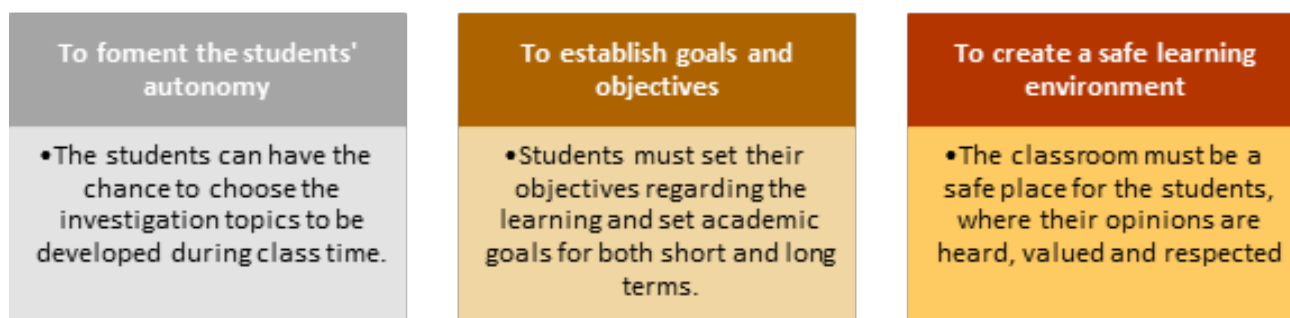 To foment the students'
autonomy
•The students can have the
chance to choose the
investigation topics to be
developed during class time.
To establish goals and
objectives
•Students must set their
objectives regarding the
learning and set academic
goals for both short and long
terms.
To create a safe learning
environment
•The classroom must be a
safe place for the students,
where their opinions are
heard, valued and respected